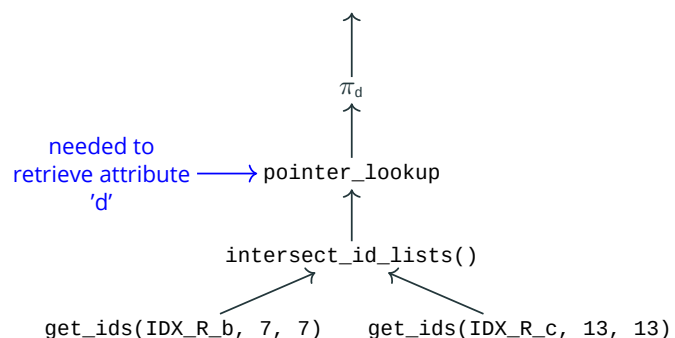 π_d
needed to
retrieve attribute
’d’
pointer_lookup
intersect_id_lists()
get_ids(IDX_R_b, 7, 7)
get_ids(IDX_R_c, 13, 13)